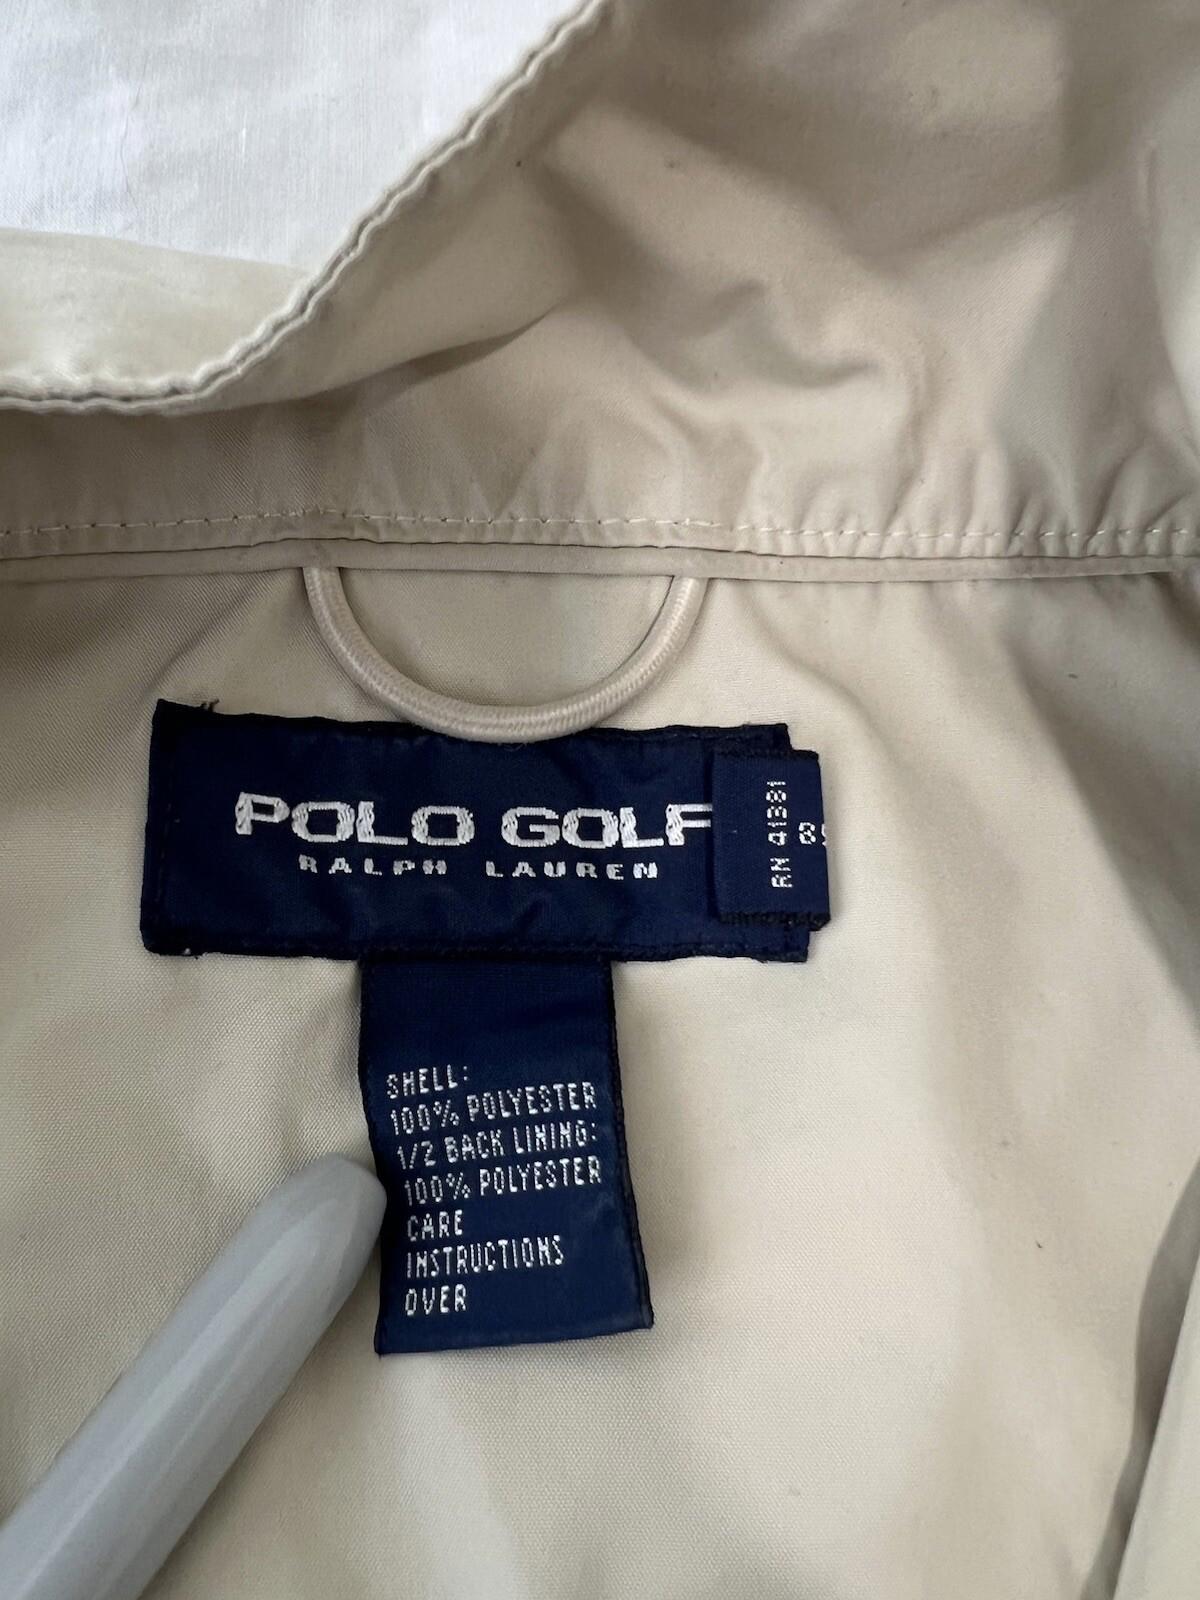 POLO GOLF
RALPH LAUREN
RN 41381
SHELL:
100% POLYESTER
1/2 BACK LINING:
100% POLYESTER
CARE
INSTRUCTIONS
OVER